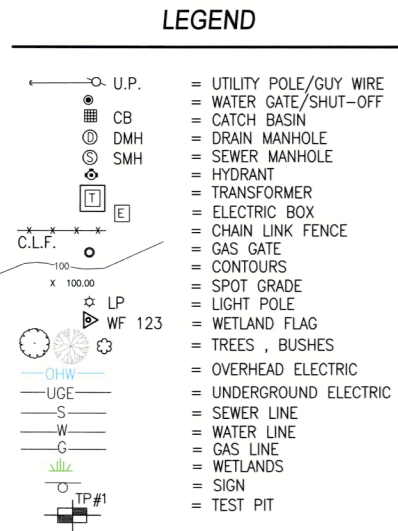 LEGEND
U.P. = UTILITY POLE/GUY WIRE
= WATER GATE/SHUT-OFF
CB = CATCH BASIN
D DMH = DRAIN MANHOLE
S SMH = SEWER MANHOLE
= HYDRANT
T = TRANSFORMER
E = ELECTRIC BOX
x x x x = CHAIN LINK FENCE
C.L.F. = GAS GATE
100 = CONTOURS
X 100.00 = SPOT GRADE
LP = LIGHT POLE
WF 123 = WETLAND FLAG
= TREES , BUSHES
OHW = OVERHEAD ELECTRIC
UGE = UNDERGROUND ELECTRIC
S = SEWER LINE
W = WATER LINE
G = GAS LINE
= WETLANDS
= SIGN
TP#1 = TEST PIT